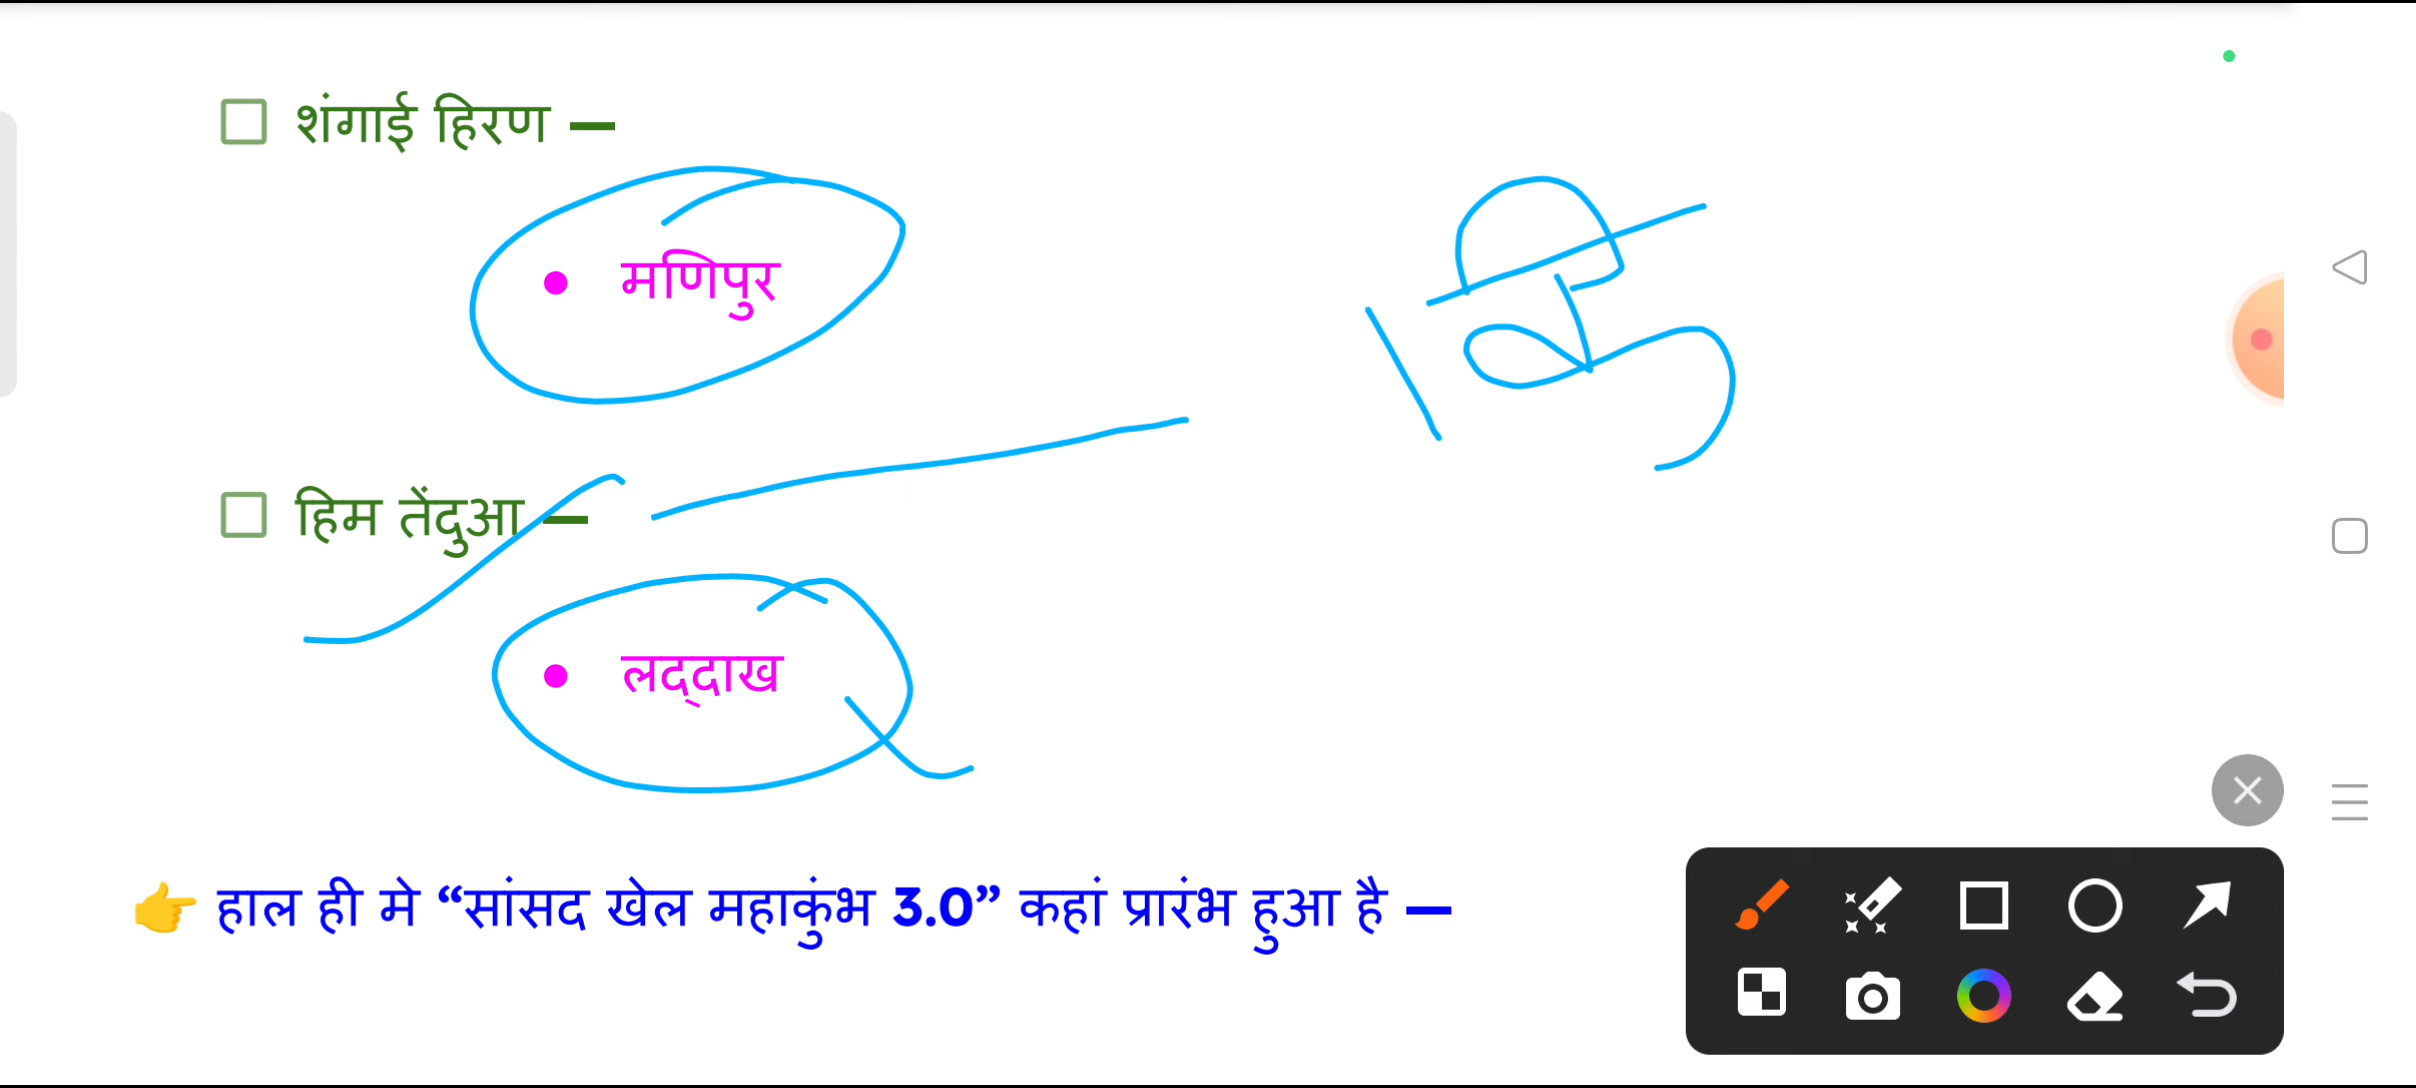 शंगाई हिरण —
• मणिपुर
हिम तेंदुआ —
• लद्दाख
👉 हाल ही मे “सांसद खेल महाकुंभ 3.0” कहां प्रारंभ हुआ है —